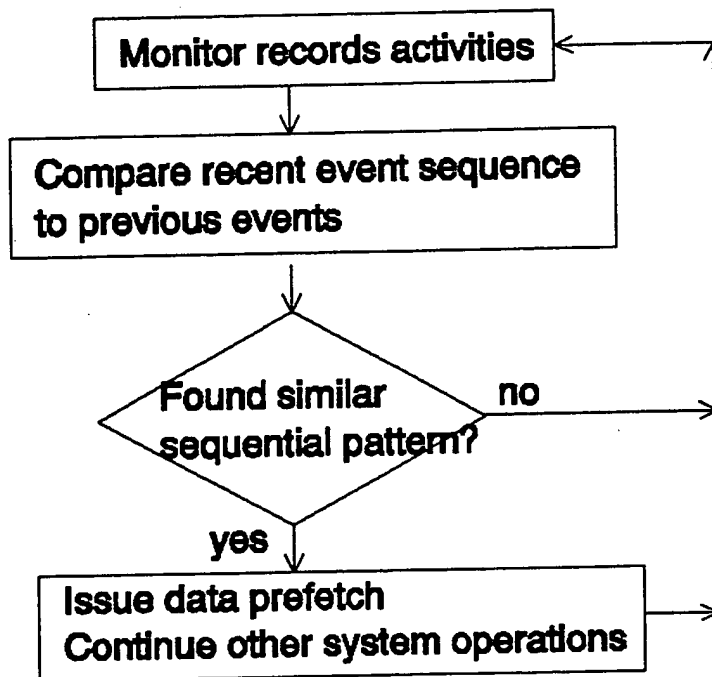 Monitor records activities
Compare recent event sequence
to previous events
Found similar
sequential pattern?
no
yes
Issue data prefetch
Continue other system operations